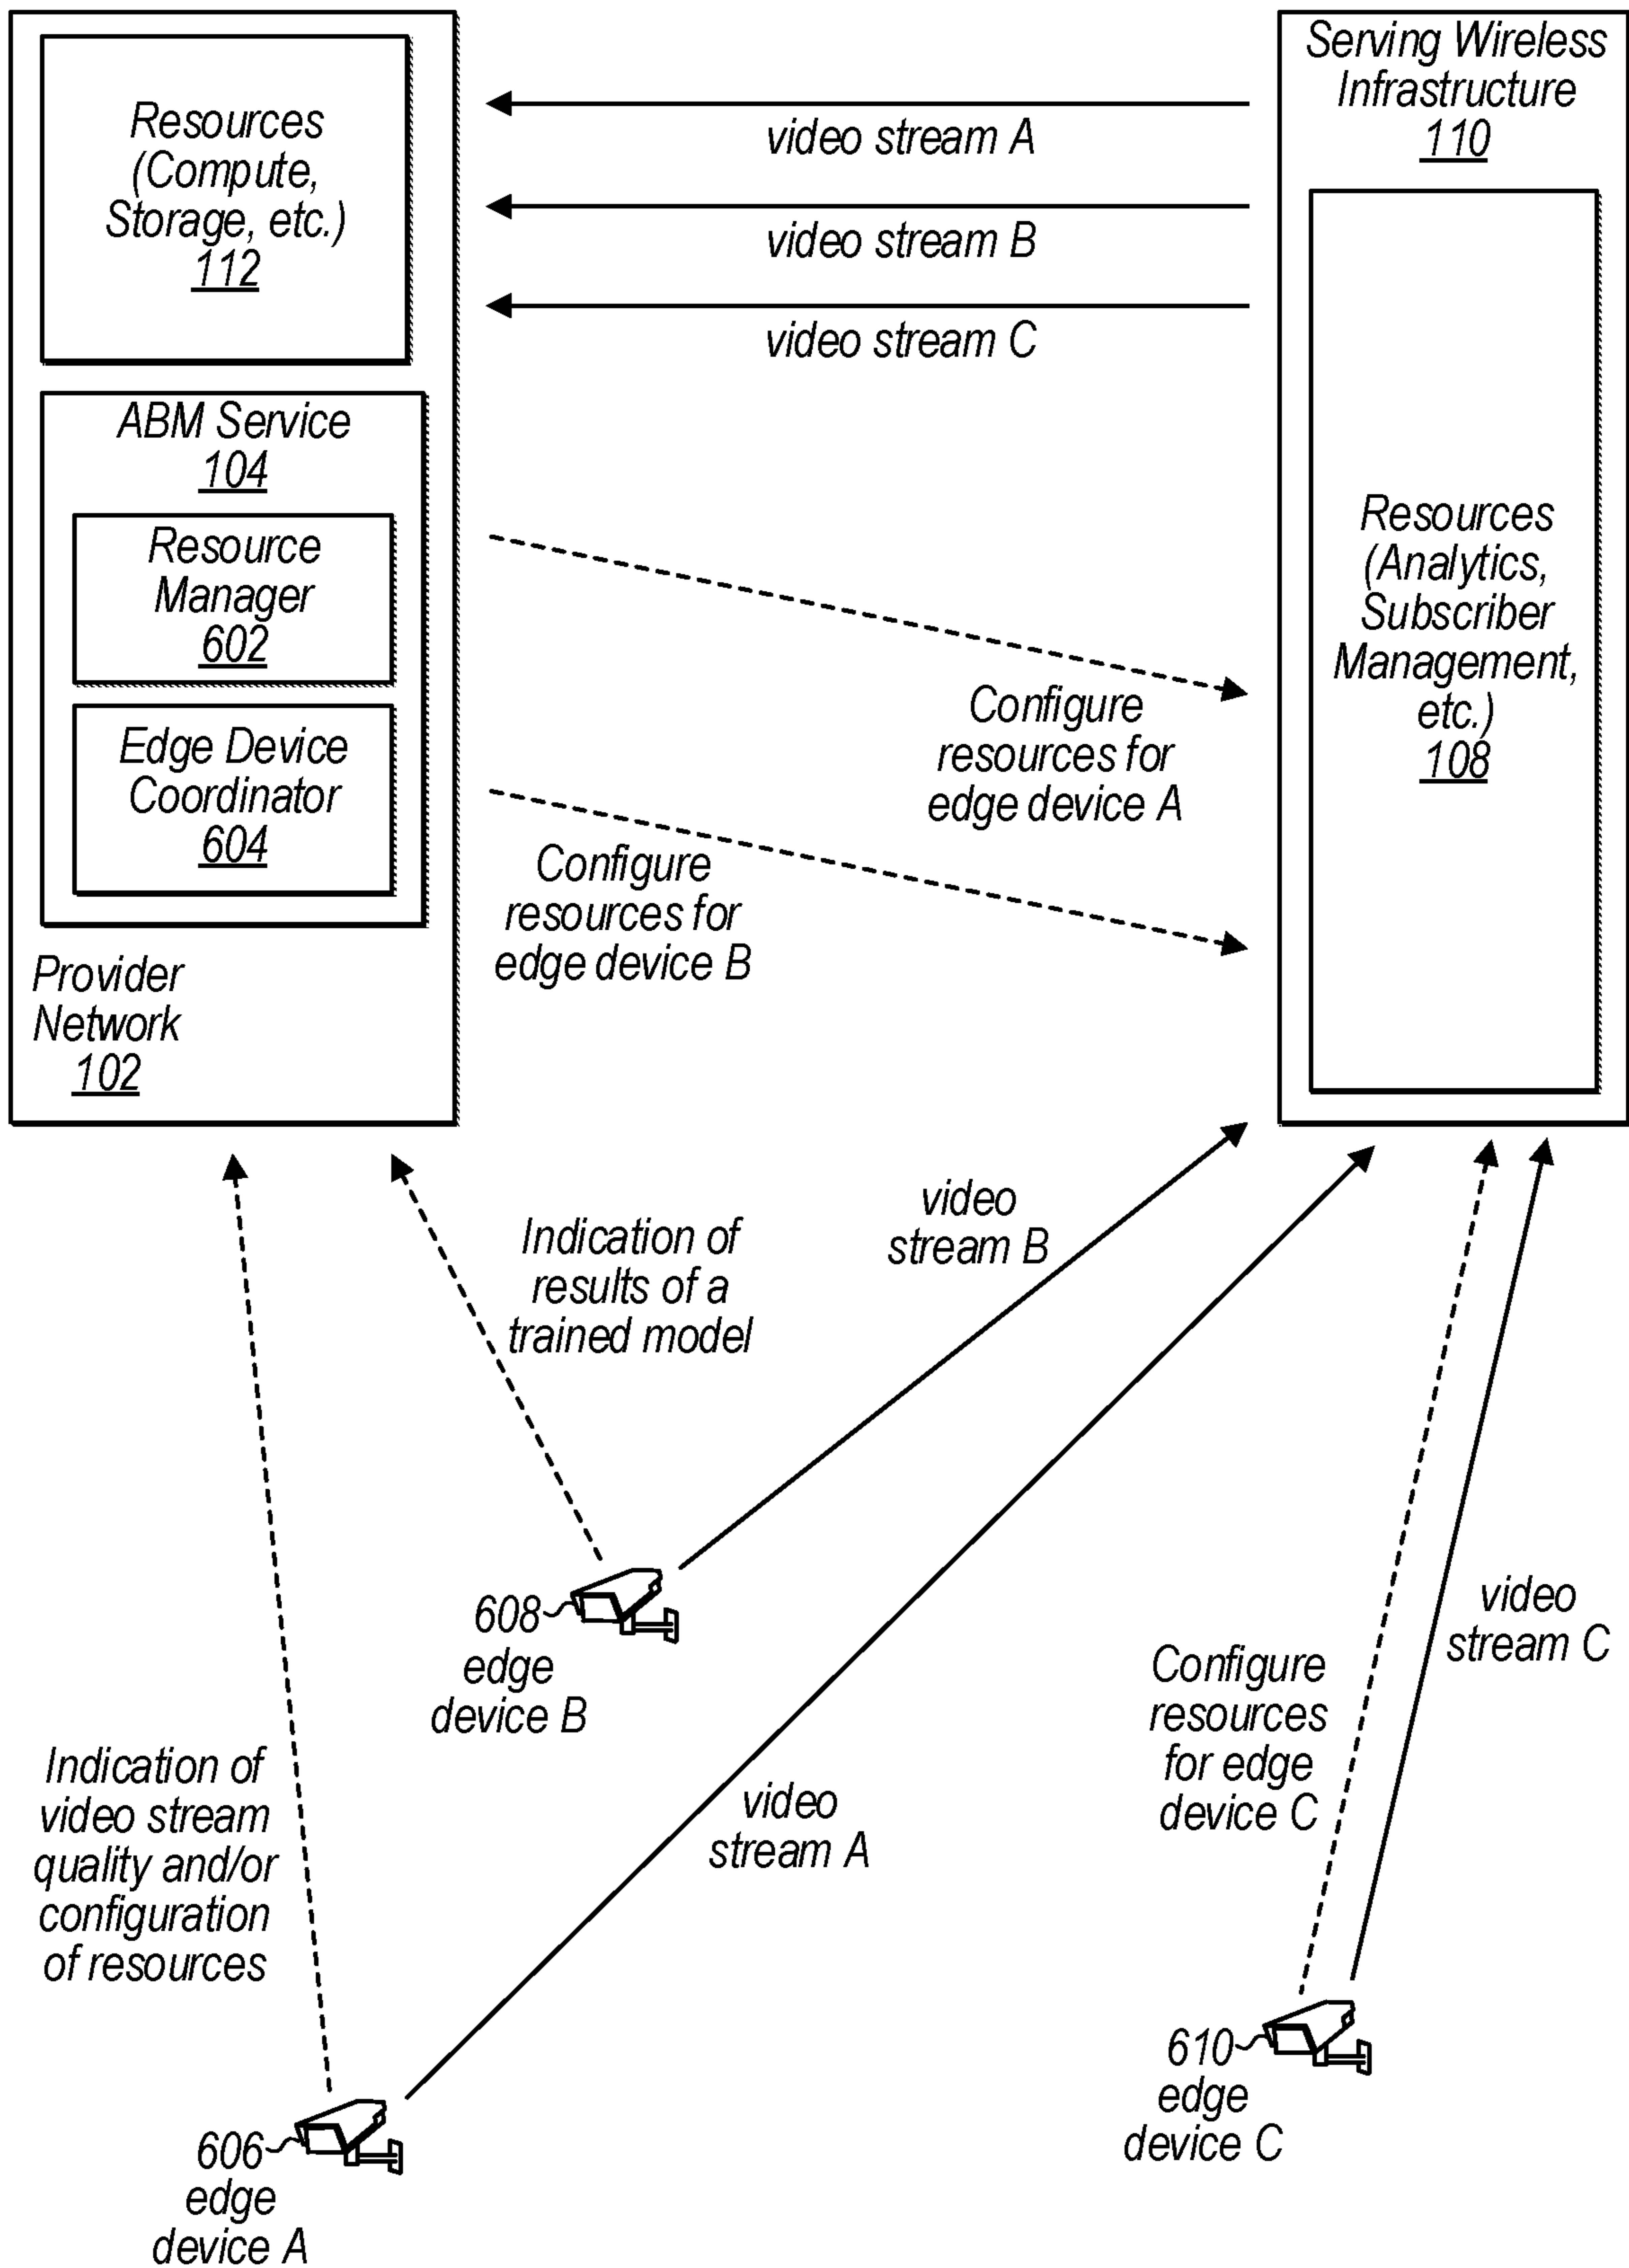 Resources
(Compute,
Storage, etc.)
112
ABM Service
104
Resource
Manager
602
Edge Device
Coordinator
604
Provider
Network
102
video stream A
video stream B
video stream C
Serving Wireless
Infrastructure
110
Resources
(Analytics,
Subscriber
Management,
etc.)
108
Configure
resources for
edge device A
Configure
resources for
edge device B
Indication of
results of a
trained model
video
stream B
608
edge
device B
Indication of
video stream
quality and/or
configuration
of resources
video
stream A
Configure
resources
for edge
device C
video
stream C
606
edge
device A
610
edge
device C